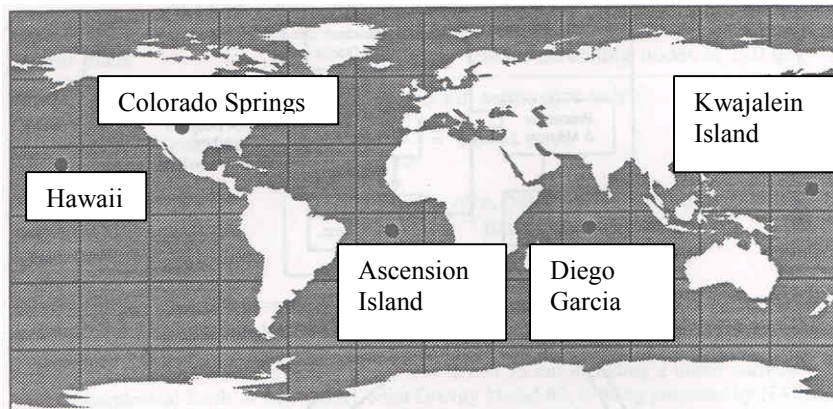 Colorado Springs
Kwajalein
Island
Hawaii
Ascension
Island
Diego
Garcia